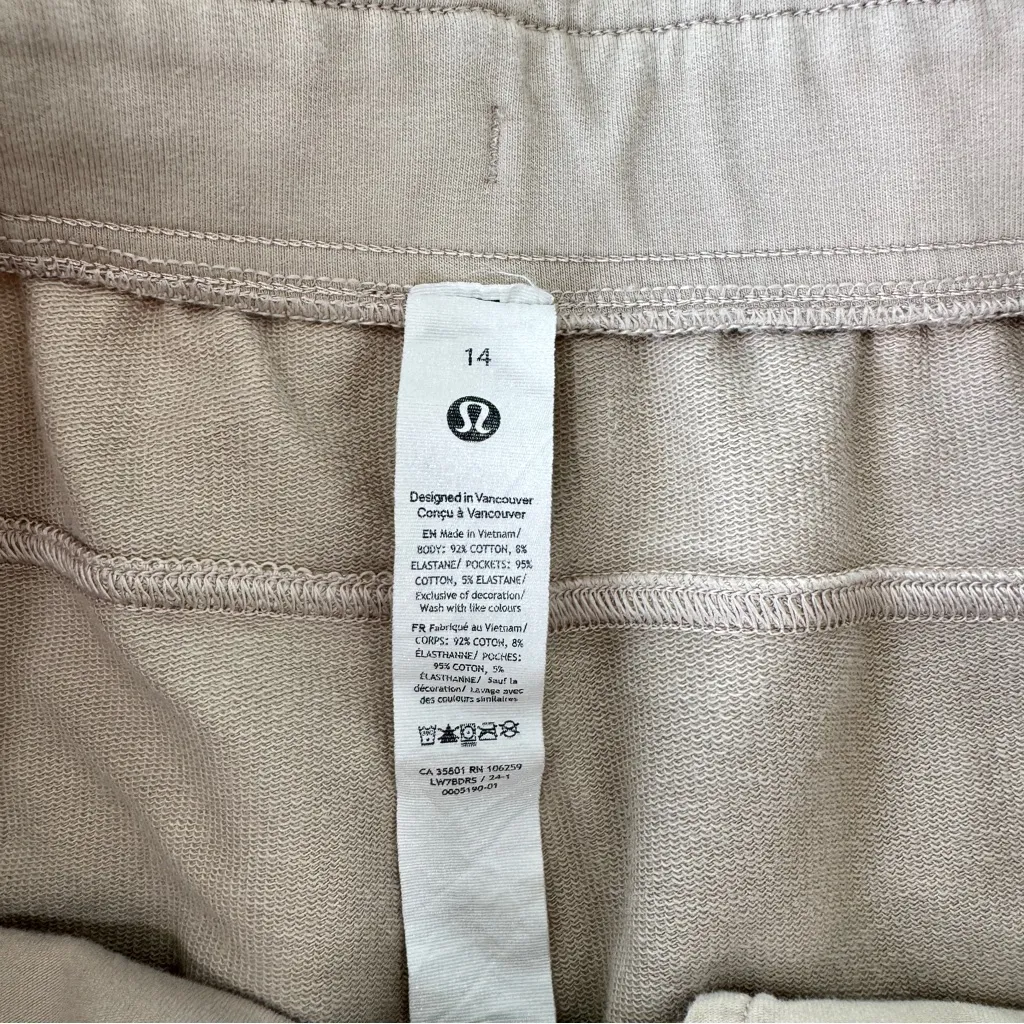 14
Designed in Vancouver
Conçu à Vancouver
EN Made in Vietnam/
BODY: 92% COTTON, 8%
ELASTANE/ POCKETS: 95%
COTTON, 5% ELASTANE/
Exclusive of decoration/
Wash with like colours
FR Fabriqué au Vietnam/
CORPS: 92% COTON, 8%
ÉLASTHANNE/ POCHES:
95% COTON, 5%
ÉLASTHANNE/ Sauf la
décoration/ Lavage avec
des couleurs similaires
CA 35801 RN 106259
LW7BDRS / 24-1
0005190-01